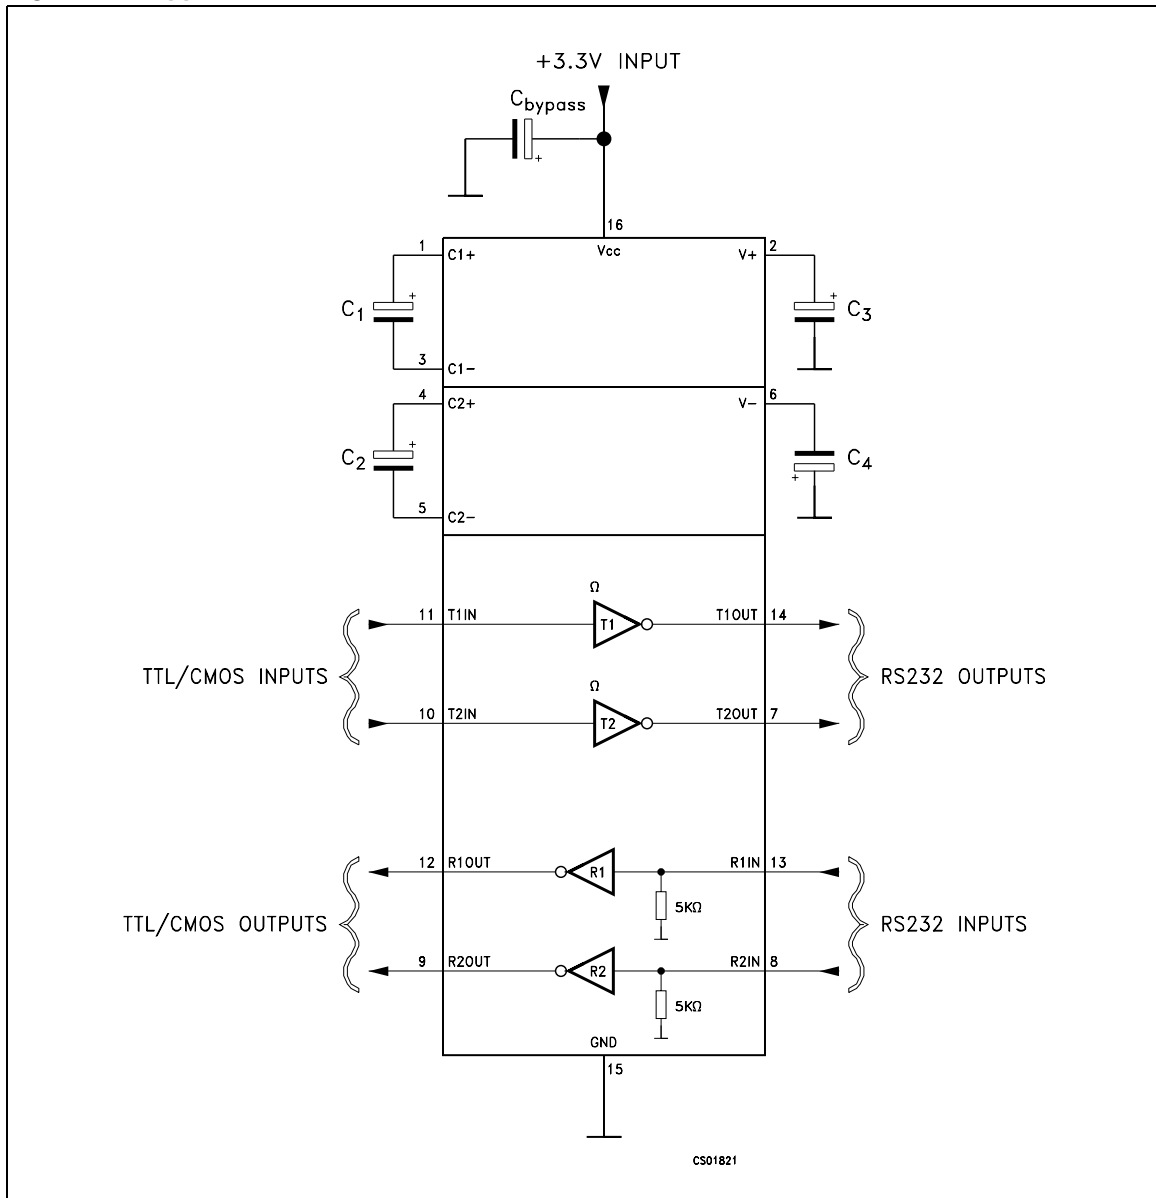 +3.3V INPUT
Cbypass
+
16
1 C1+ Vcc V+ 2
C1 + + C3
3 C1-
4 C2+ V- 6
C2 + + C4
5 C2-
Ω
11 T1IN T1 T1OUT 14
TTL/CMOS INPUTS RS232 OUTPUTS
Ω
10 T2IN T2 T2OUT 7
12 R1OUT R1 R1IN 13
5KΩ
TTL/CMOS OUTPUTS RS232 INPUTS
9 R2OUT R2 R2IN 8
5KΩ
GND
15
CS01821